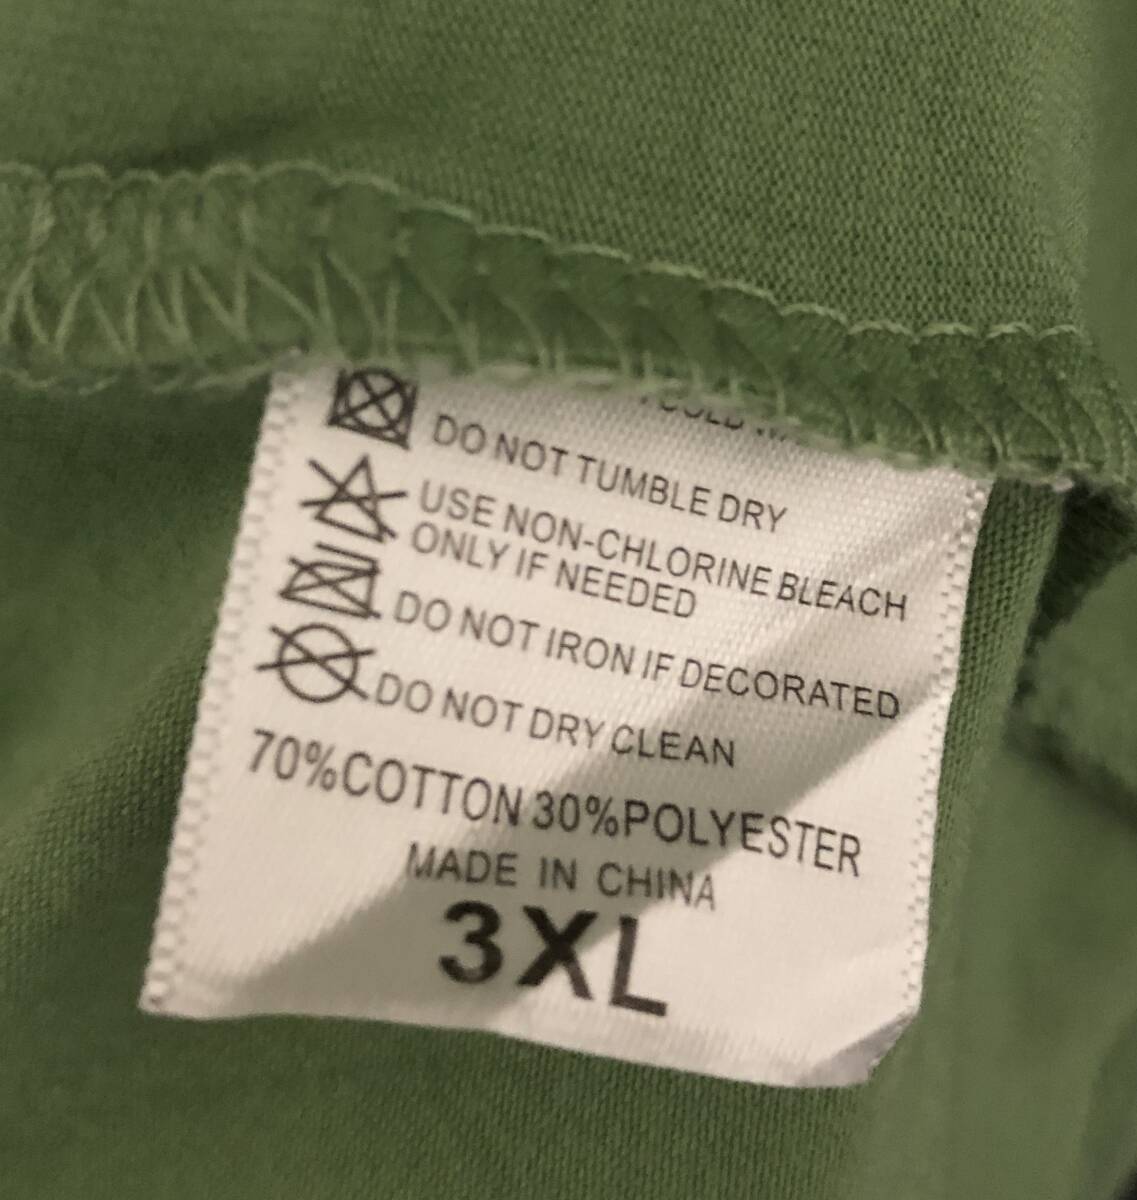 DO NOT TUMBLE DRY
USE NON-CHLORINE BLEACH
ONLY IF NEEDED
DO NOT IRON IF DECORATED
DO NOT DRY CLEAN
70%COTTON 30%POLYESTER
MADE IN CHINA
3XL